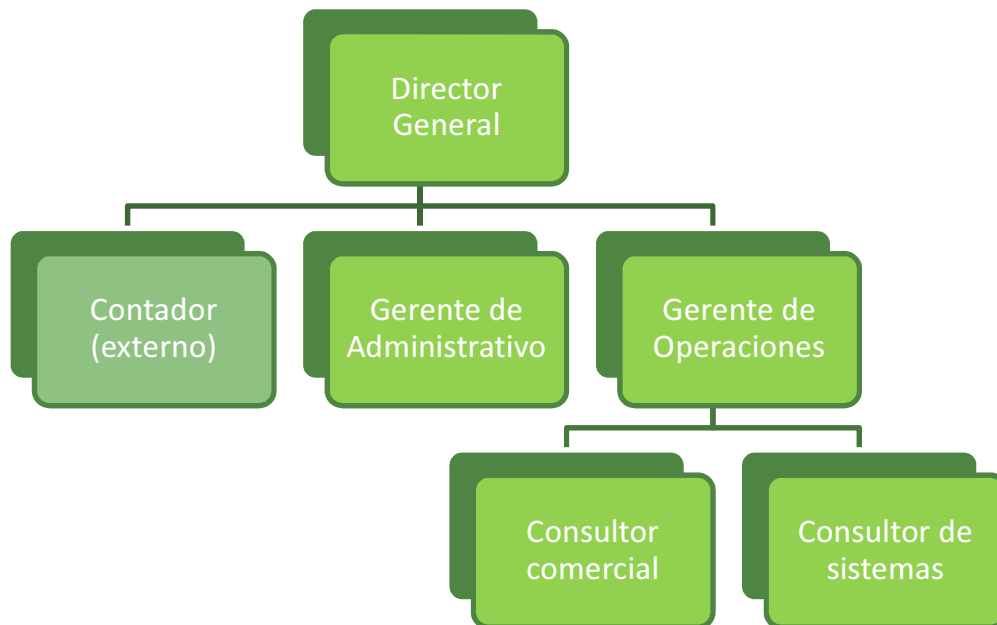 Director
General
Contador
(externo)
Gerente de
Administrativo
Gerente de
Operaciones
Consultor
comercial
Consultor de
sistemas